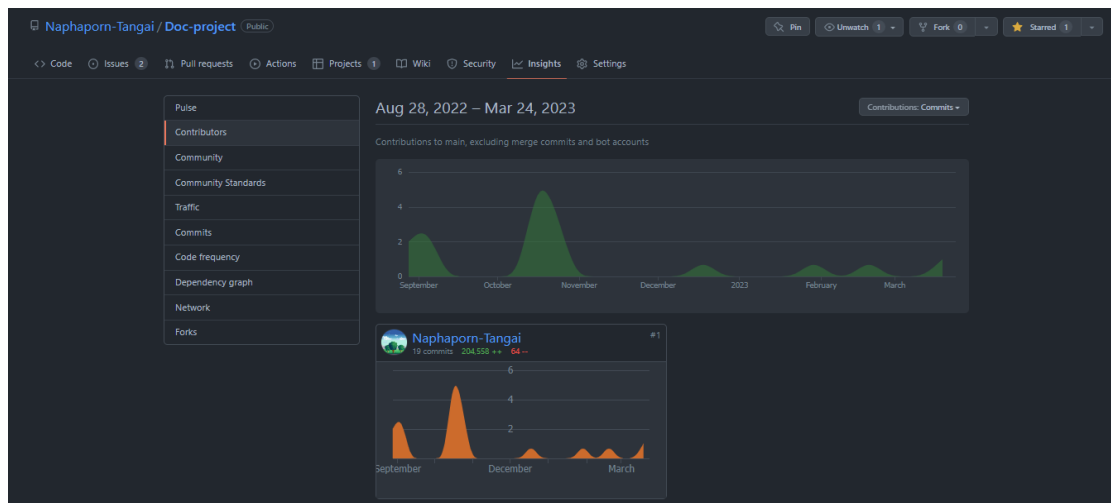 Naphaporn-Tangai / Doc-project Public
Pin Unwatch 1 Fork 0 Starred 1
<> Code Issues 2 Pull requests Actions Projects 1 Wiki Security Insights Settings
Pulse
Contributors
Community
Community Standards
Traffic
Commits
Code frequency
Dependency graph
Network
Forks
Aug 28, 2022 – Mar 24, 2023
Contributions: Commits
Contributions to main, excluding merge commits and bot accounts
6
4
2
0
September October November December 2023 February March
Naphaporn-Tangai #1
19 commits 204,558 ++ 64 --
6
4
2
September December March